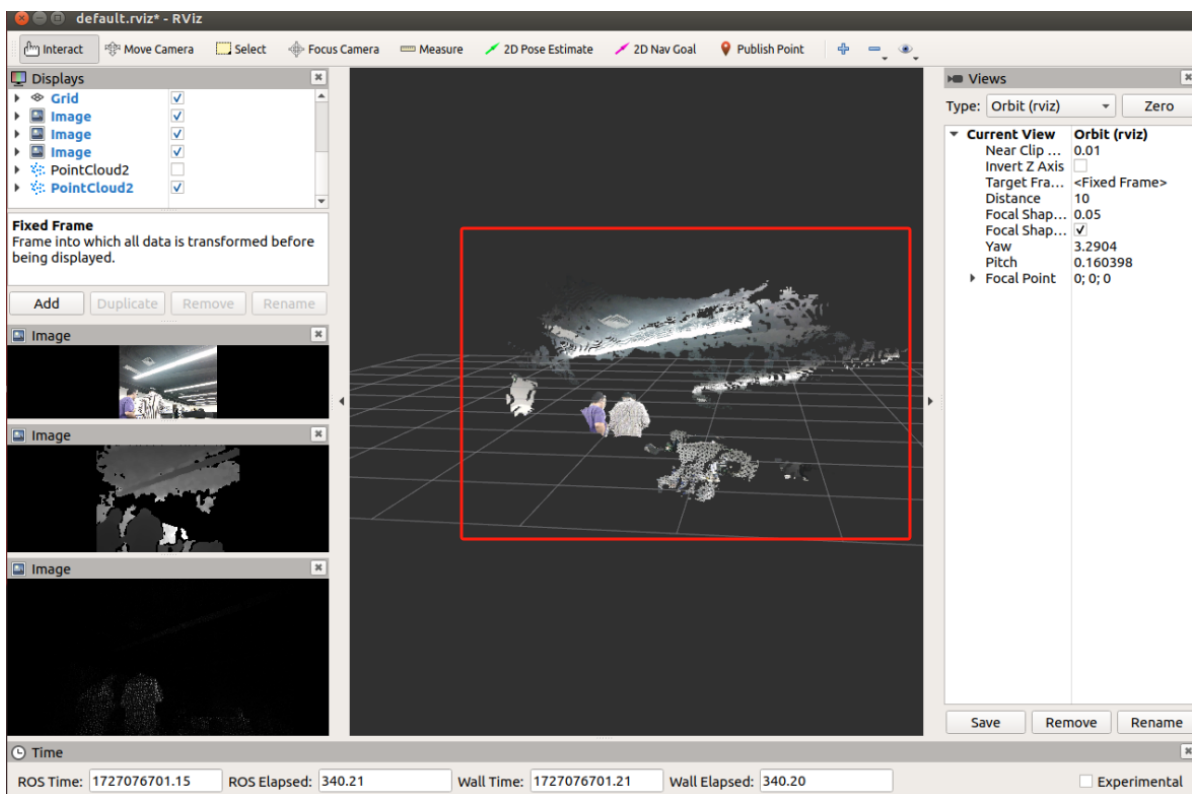 default.rviz* - RViz
Interact Move Camera Select Focus Camera Measure 2D Pose Estimate 2D Nav Goal Publish Point
Displays
Grid
Image
Image
Image
PointCloud2
PointCloud2
Fixed Frame
Frame into which all data is transformed before
being displayed.
Add Duplicate Remove Rename
Image
Image
Image
Views
Type: Orbit (rviz) Zero
Current View Orbit (rviz)
Near Clip ... 0.01
Invert Z Axis
Target Fra... <Fixed Frame>
Distance 10
Focal Shap... 0.05
Focal Shap...
Yaw 3.2904
Pitch 0.160398
Focal Point 0; 0; 0
Save Remove Rename
Time
ROS Time: 1727076701.15 ROS Elapsed: 340.21 Wall Time: 1727076701.21 Wall Elapsed: 340.20 Experimental